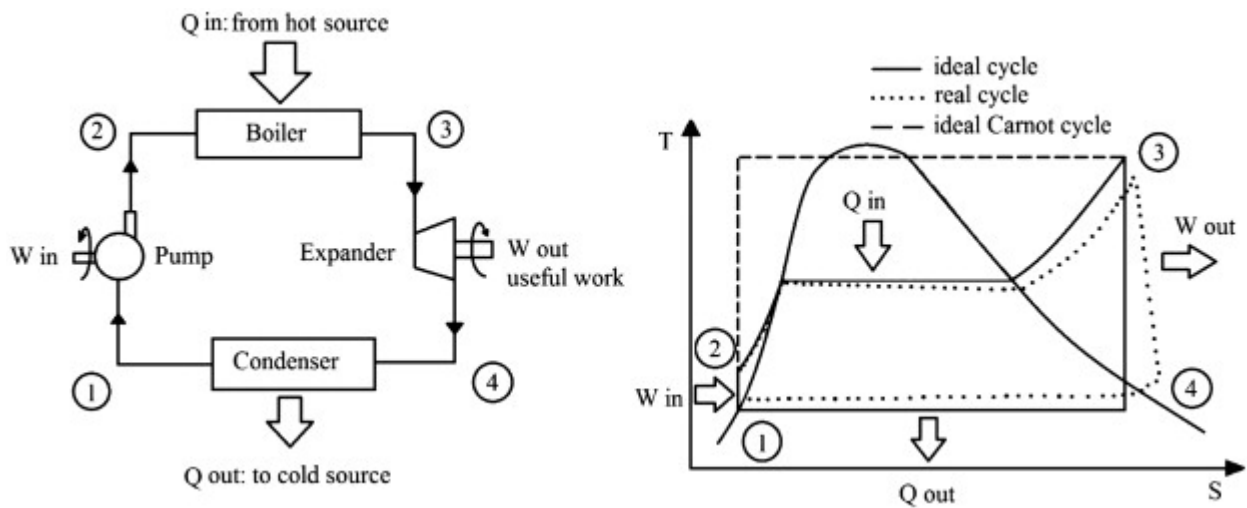 Q in: from hot source
2
Boiler
3
W in
Pump
Expander
W out
useful work
1
Condenser
4
Q out: to cold source
ideal cycle
real cycle
ideal Carnot cycle
T
3
Q in
W out
2
W in
4
1
Q out
S